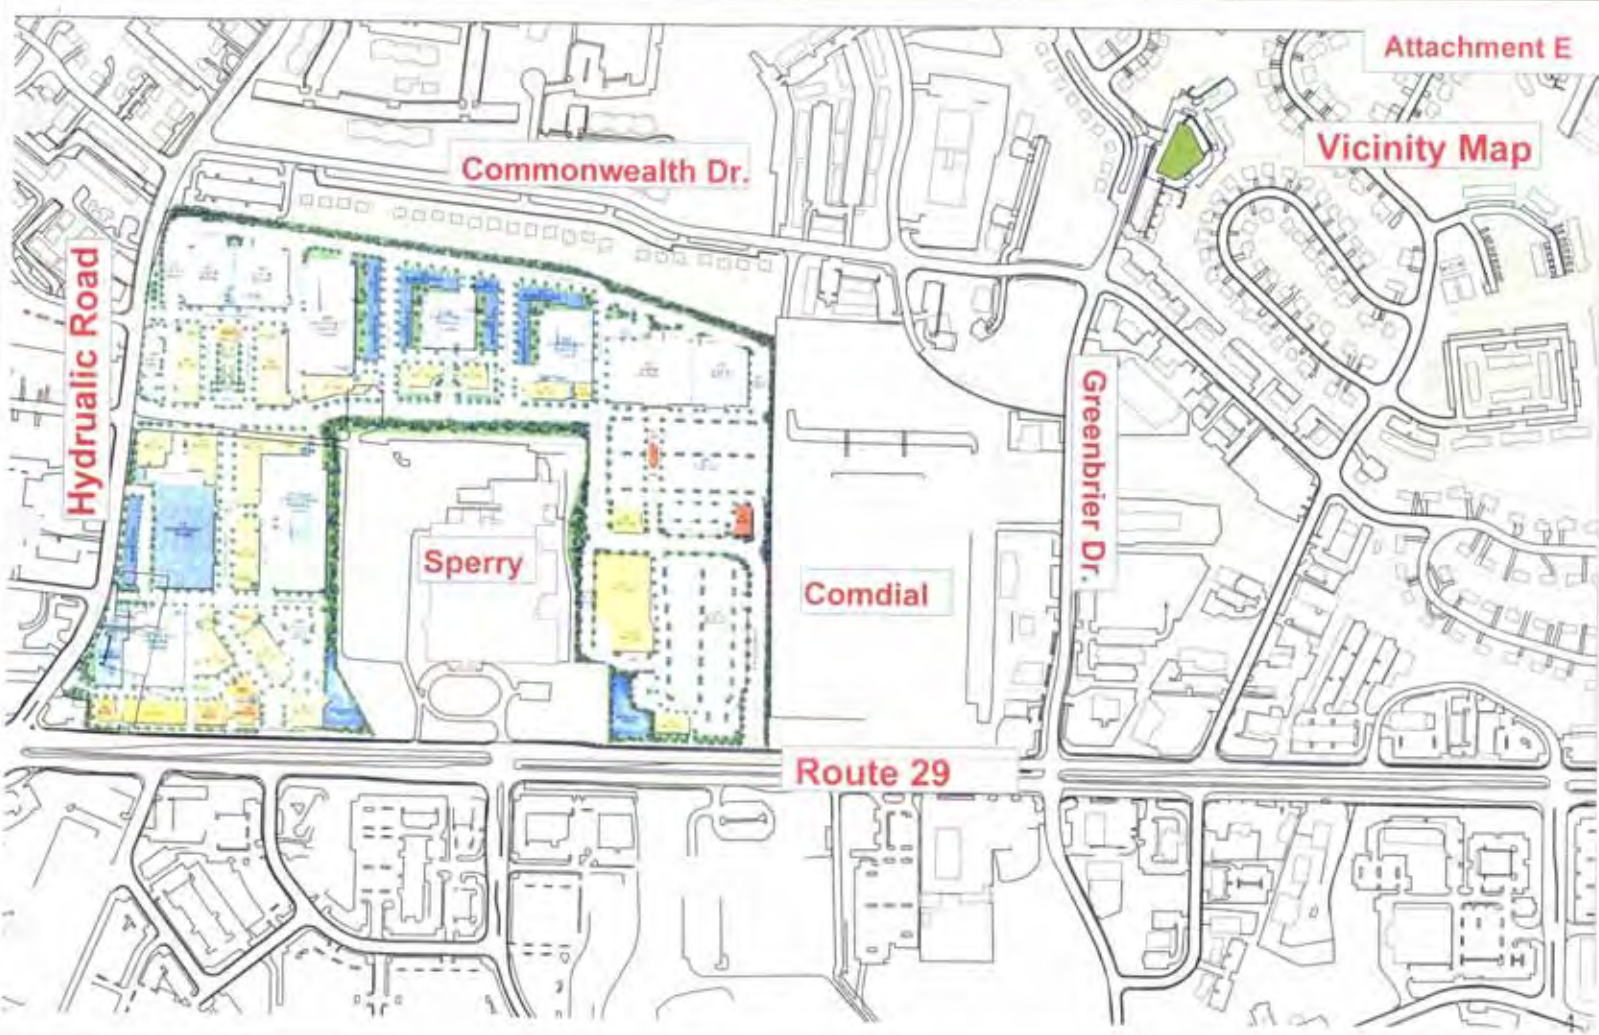 Attachment E
Vicinity Map
Commonwealth Dr.
Hydrualic Road
Greenbrier Dr.
Sperry
Comdial
Route 29